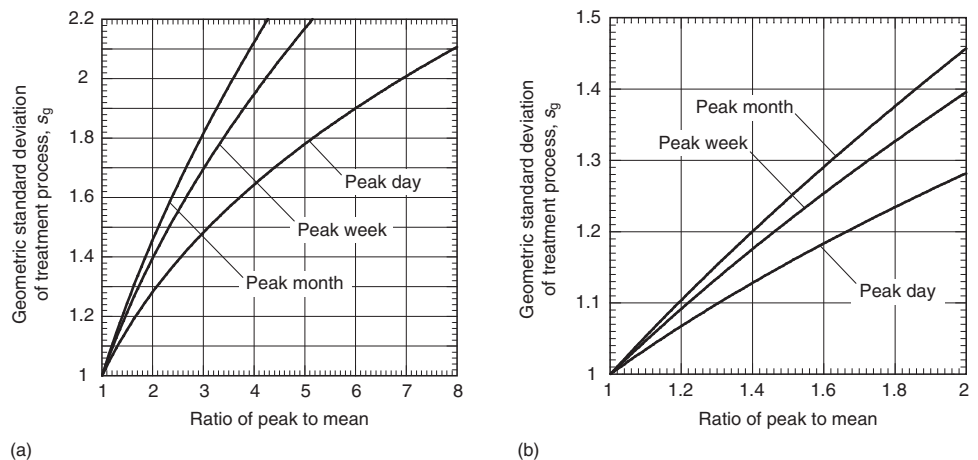 2.2
2
1.8
1.6
1.4
1.2
1
Geometric standard deviation
of treatment process, sg
1 2 3 4 5 6 7 8
Ratio of peak to mean
Peak day
Peak week
Peak month
(a)
1.5
1.4
1.3
1.2
1.1
1
Geometric standard deviation
of treatment process, sg
1 1.2 1.4 1.6 1.8 2
Ratio of peak to mean
Peak month
Peak week
Peak day
(b)